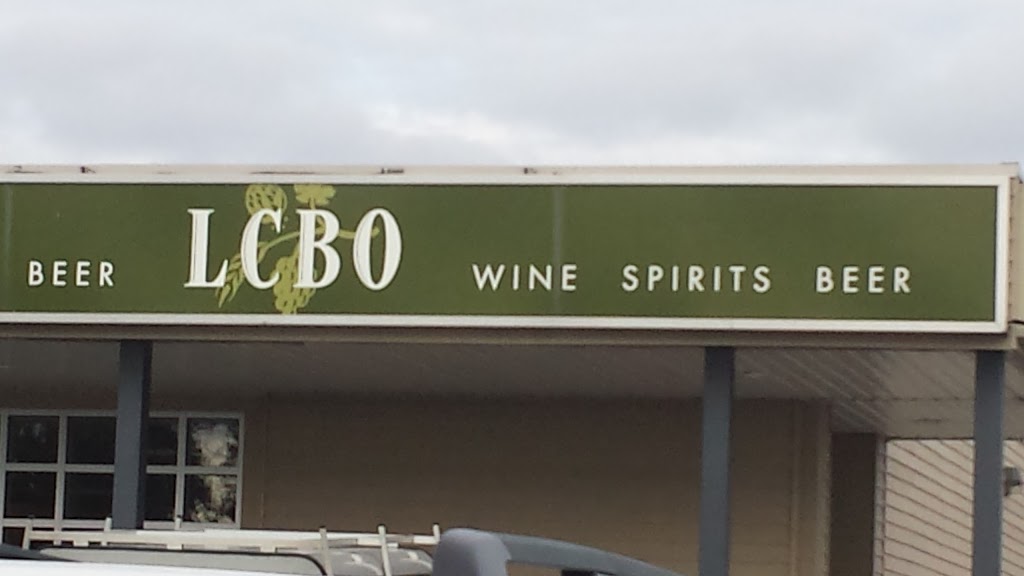 BEER LCBO WINE SPIRITS BEER